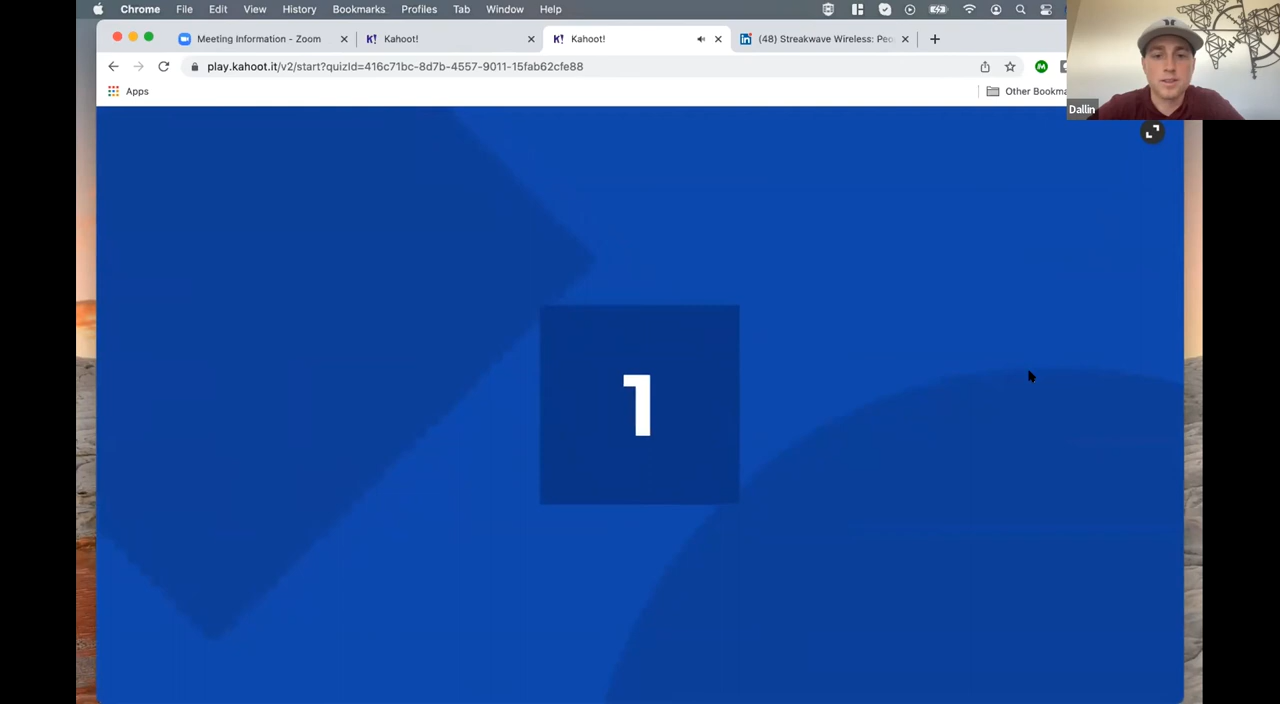 Chrome File Edit View History Bookmarks Profiles Tab Window Help
Meeting Information - Zoom
K! Kahoot!
K! Kahoot!
in (48) Streakwave Wireless: Peo
play.kahoot.it/v2/start?quizId=416c71bc-8d7b-4557-9011-15fab62cfe88
Apps
Other Bookma
Dallin
1